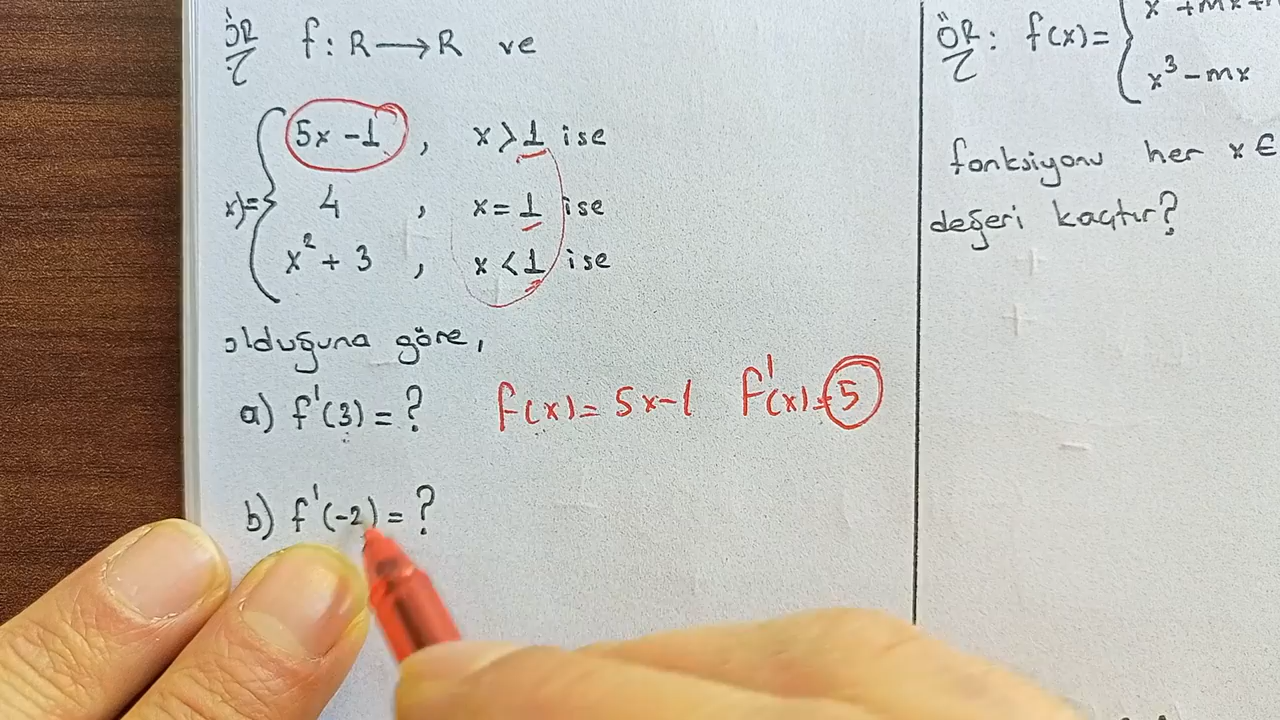 ÖR f : R → R ve
x)= { 5x - 1 , x > 1 ise
4 , x = 1 ise
x² + 3 , x < 1 ise
olduğuna göre,
a) f'(3) = ? f(x) = 5x-1 f'(x) = 5
b) f'(-2) = ?
ÖR : f(x) = {
x³ - mx
fonksiyonu her x ∈
değeri kaçtır?